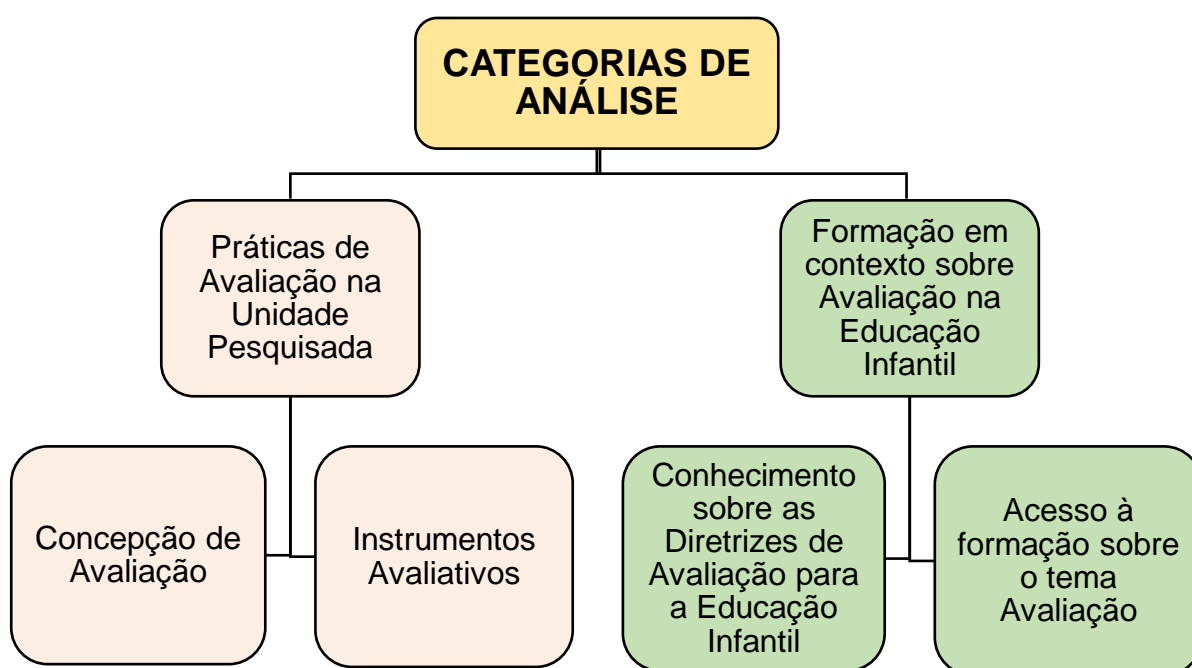 CATEGORIAS DE
ANÁLISE
Práticas de
Avaliação na
Unidade
Pesquisada
Formação em
contexto sobre
Avaliação na
Educação
Infantil
Concepção de
Avaliação
Instrumentos
Avaliativos
Conhecimento
sobre as
Diretrizes de
Avaliação para
a Educação
Infantil
Acesso à
formação sobre
o tema
Avaliação